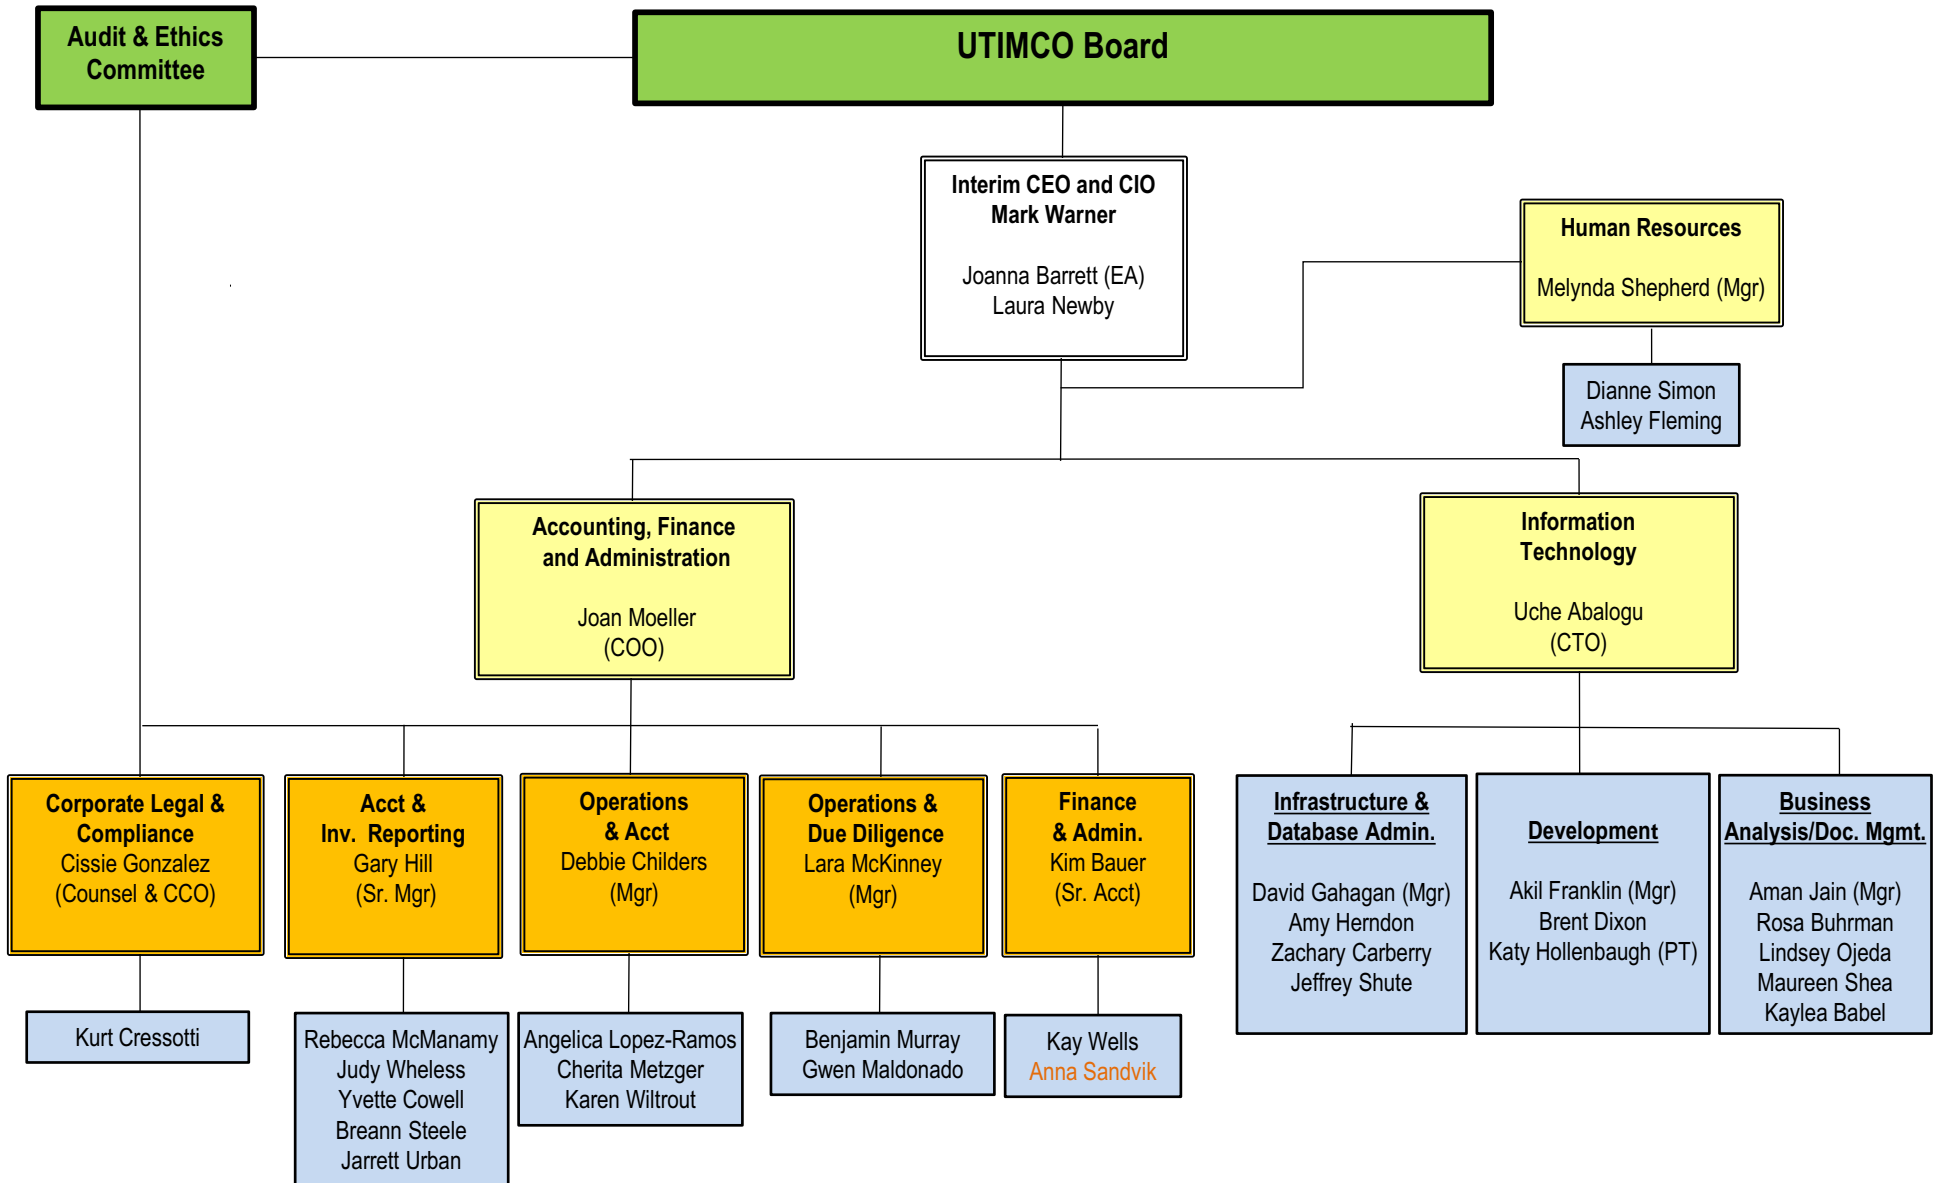 Audit & Ethics
Committee
UTIMCO Board
Interim CEO and CIO
Mark Warner
Joanna Barrett (EA)
Laura Newby
Human Resources
Melynda Shepherd (Mgr)
Dianne Simon
Ashley Fleming
Accounting, Finance
and Administration
Joan Moeller
(COO)
Information
Technology
Uche Abalogu
(CTO)
Corporate Legal &
Compliance
Cissie Gonzalez
(Counsel & CCO)
Acct &
Inv. Reporting
Gary Hill
(Sr. Mgr)
Operations
& Acct
Debbie Childers
(Mgr)
Operations &
Due Diligence
Lara McKinney
(Mgr)
Finance
& Admin.
Kim Bauer
(Sr. Acct)
Infrastructure &
Database Admin.
David Gahagan (Mgr)
Amy Herndon
Zachary Carberry
Jeffrey Shute
Development
Akil Franklin (Mgr)
Brent Dixon
Katy Hollenbaugh (PT)
Business
Analysis/Doc. Mgmt.
Aman Jain (Mgr)
Rosa Buhrman
Lindsey Ojeda
Maureen Shea
Kaylea Babel
Kurt Cressotti
Rebecca McManamy
Judy Wheless
Yvette Cowell
Breann Steele
Jarrett Urban
Angelica Lopez-Ramos
Cherita Metzger
Karen Wiltrout
Benjamin Murray
Gwen Maldonado
Kay Wells
Anna Sandvik